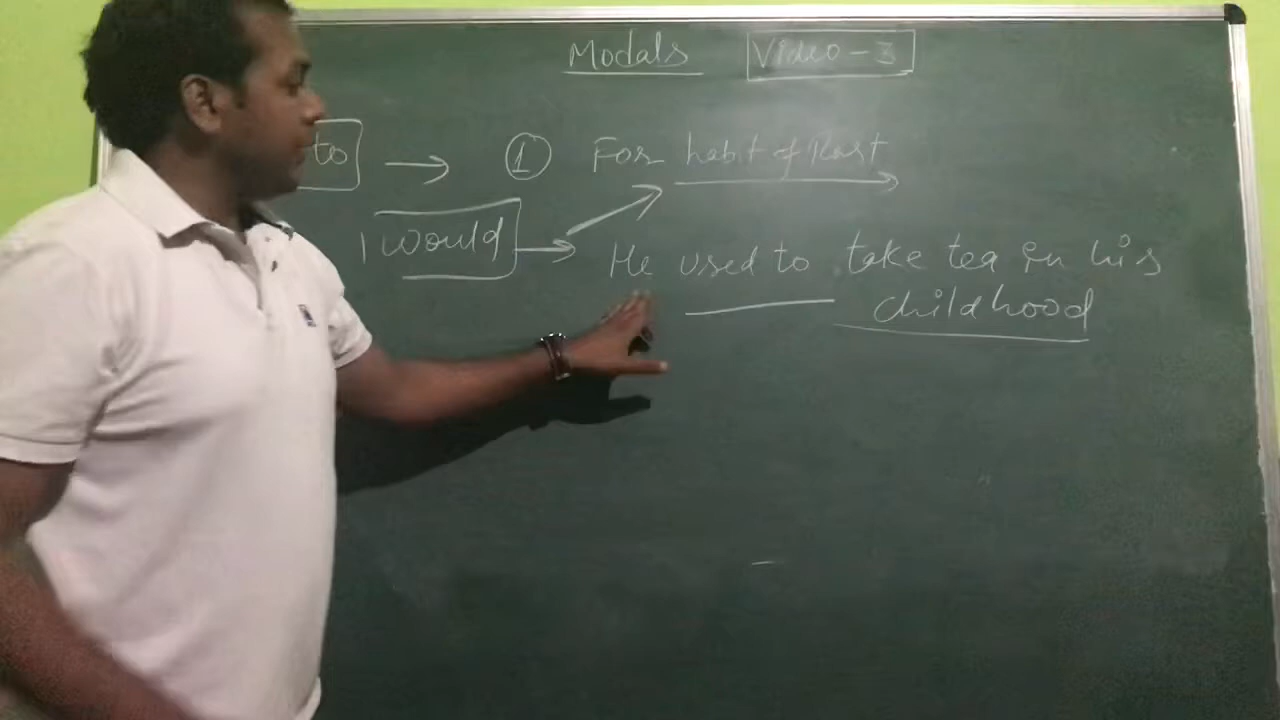 Modals Video-3
to → 1 For habit of Past
/ would →
He used to take tea in his
childhood